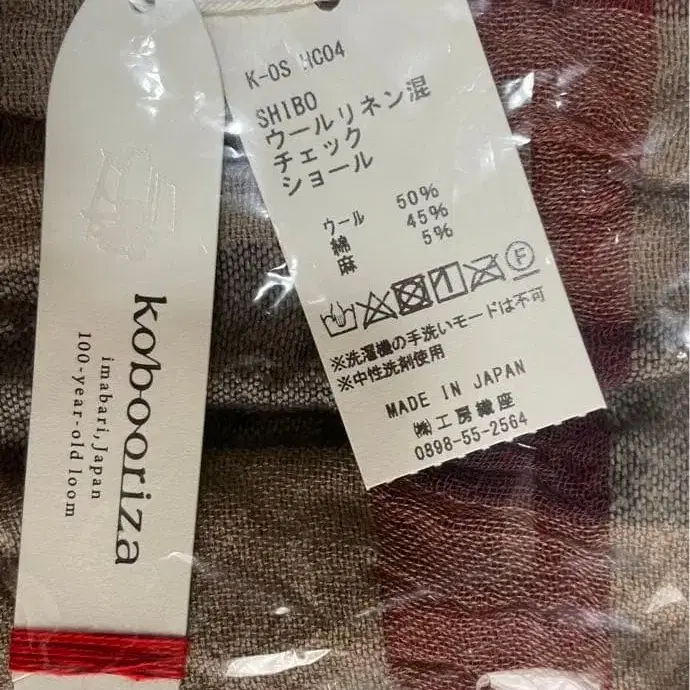 kobooriza
imabari,Japan
100-year-old loom
K-OS HC04
SHIBO
ウールリネン混
チェック
ショール
ウール 50%
綿 45%
麻 5%
F
※洗濯機の手洗いモードは不可
※中性洗剤使用
MADE IN JAPAN
㈱工房織座
0898-55-2564